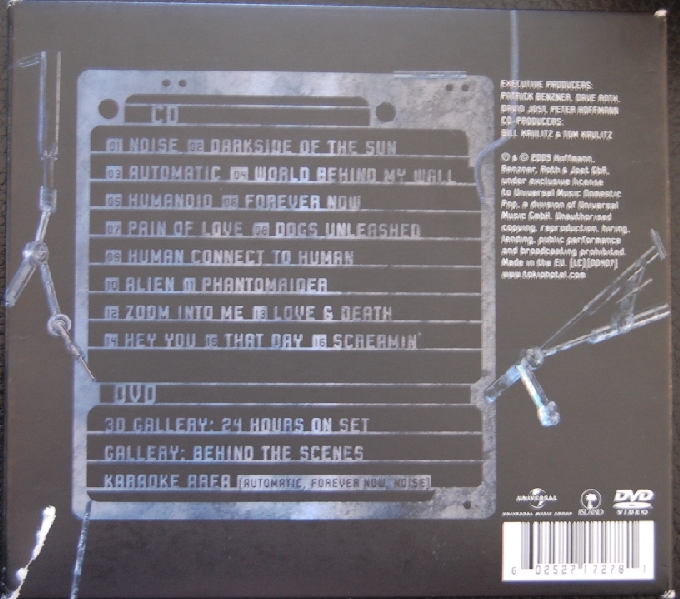 CD
01 NOISE 02 DARKSIDE OF THE SUN
03 AUTOMATIC 04 WORLD BEHIND MY WALL
05 HUMANOID 06 FOREVER NOW
07 PAIN OF LOVE 08 DOGS UNLEASHED
09 HUMAN CONNECT TO HUMAN
10 ALIEN 11 PHANTOMRIDER
12 ZOOM INTO ME 13 LOVE & DEATH
14 HEY YOU 15 THAT DAY 16 SCREAMIN'
DVD
3D GALLERY: 24 HOURS ON SET
GALLERY: BEHIND THE SCENES
KARAOKE AREA (AUTOMATIC, FOREVER NOW, NOISE)
EXECUTIVE PRODUCERS:
PATRICK BENZNER, DAVE ROTH,
DAVID JOST, PETER HOFFMANN
CO-PRODUCERS:
BILL KAULITZ & TOM KAULITZ
℗ & © 2009 Hoffmann,
Benzner, Roth & Jost GbR,
under exclusive license
to Universal Music Domestic
Pop, a division of Universal
Music GmbH. Unauthorised
copying, reproduction, hiring,
lending, public performance
and broadcasting prohibited.
Made in the EU. (LC)(00407)
www.tokiohotel.com
UNIVERSAL
UNIVERSAL MUSIC GROUP
ISLAND
DVD
VIDEO
6 02527 17278 1